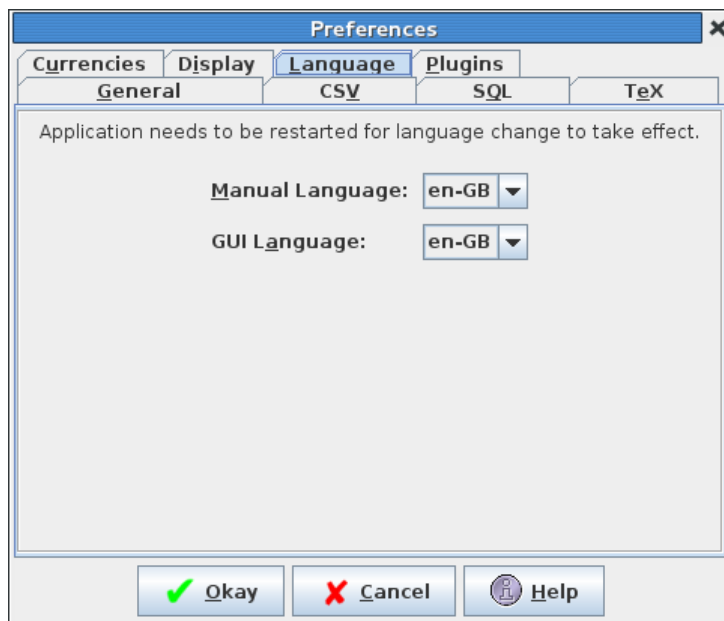 Preferences
Currencies Display Language Plugins
General CSV SQL TeX
Application needs to be restarted for language change to take effect.
Manual Language: en-GB
GUI Language: en-GB
Okay Cancel Help